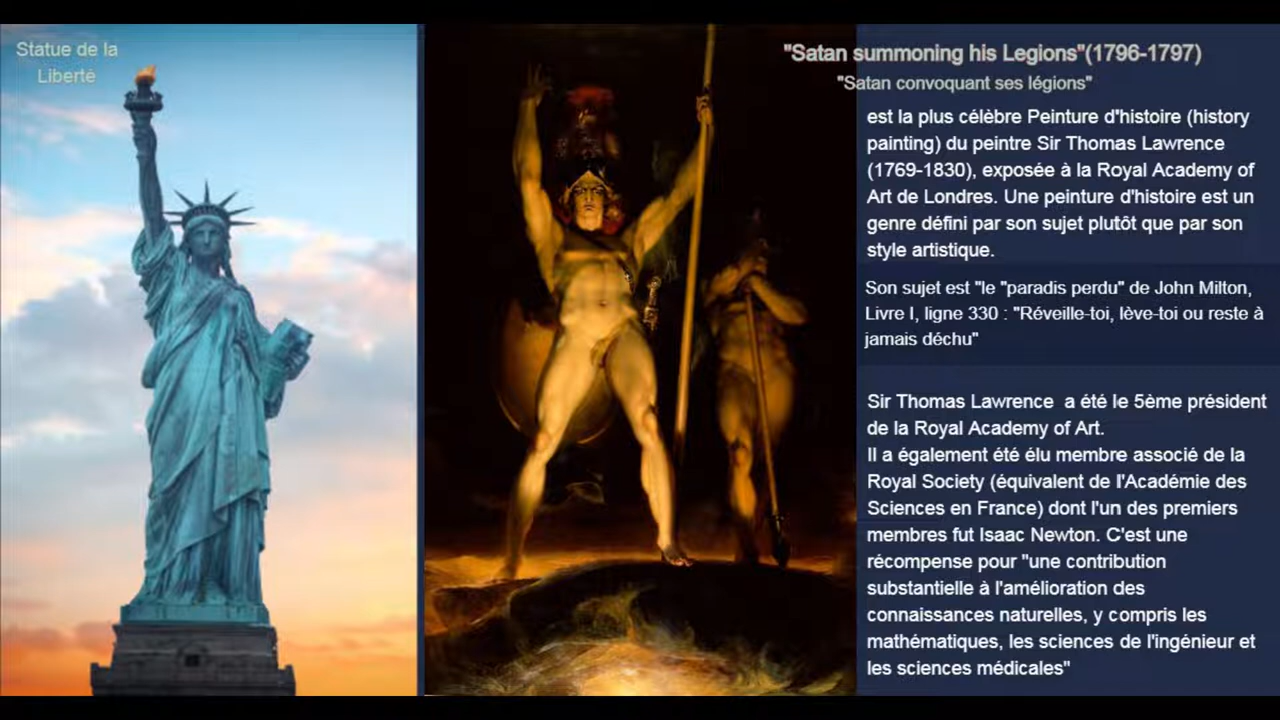 Statue de la
Liberté
"Satan summoning his Legions"(1796-1797)
"Satan convoquant ses légions"
est la plus célèbre Peinture d'histoire (history
painting) du peintre Sir Thomas Lawrence
(1769-1830), exposée à la Royal Academy of
Art de Londres. Une peinture d'histoire est un
genre défini par son sujet plutôt que par son
style artistique.
Son sujet est "le "paradis perdu" de John Milton,
Livre I, ligne 330 : "Réveille-toi, lève-toi ou reste à
jamais déchu"
Sir Thomas Lawrence a été le 5ème président
de la Royal Academy of Art.
Il a également été élu membre associé de la
Royal Society (équivalent de l'Académie des
Sciences en France) dont l'un des premiers
membres fut Isaac Newton. C'est une
récompense pour "une contribution
substantielle à l'amélioration des
connaissances naturelles, y compris les
mathématiques, les sciences de l'ingénieur et
les sciences médicales"